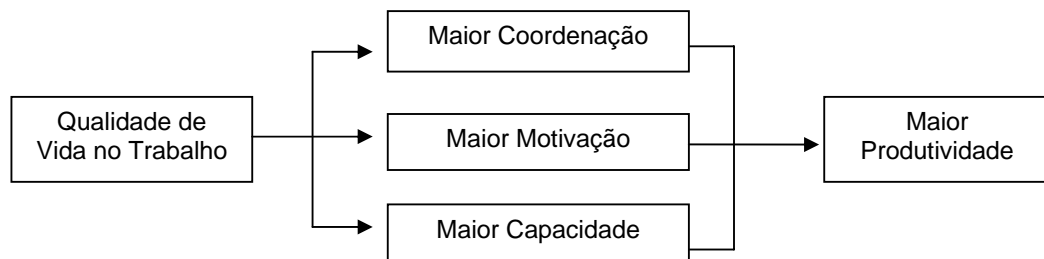 Qualidade de
Vida no Trabalho
Maior Coordenação
Maior Motivação
Maior Capacidade
Maior
Produtividade